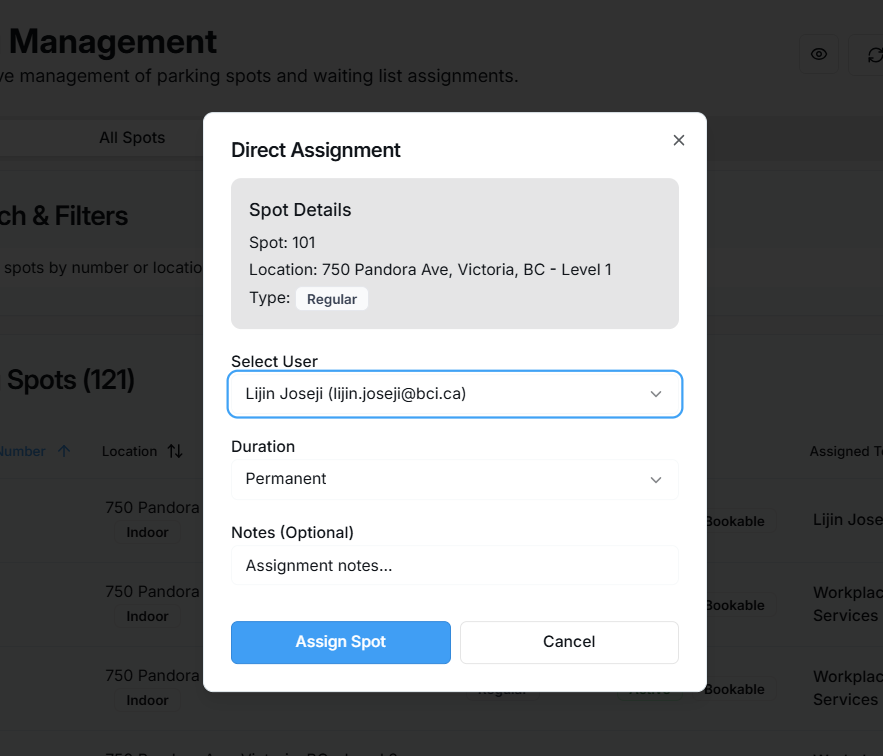 Management
ve management of parking spots and waiting list assignments.
All Spots
Direct Assignment
ch & Filters
spots by number or locatio
Spot Details
Spot: 101
Location: 750 Pandora Ave, Victoria, BC - Level 1
Type: Regular
Select User
Lijin Joseji (lijin.joseji@bci.ca)
Spots (121)
Duration
Permanent
Number
Location
Assigned T
Notes (Optional)
Assignment notes...
750 Pandora
Indoor
Bookable
Lijin Jose
750 Pandora
Indoor
Bookable
Workplac
Services
Assign Spot
Cancel
750 Pandora
Indoor
Regular
Active
Bookable
Workplac
Services